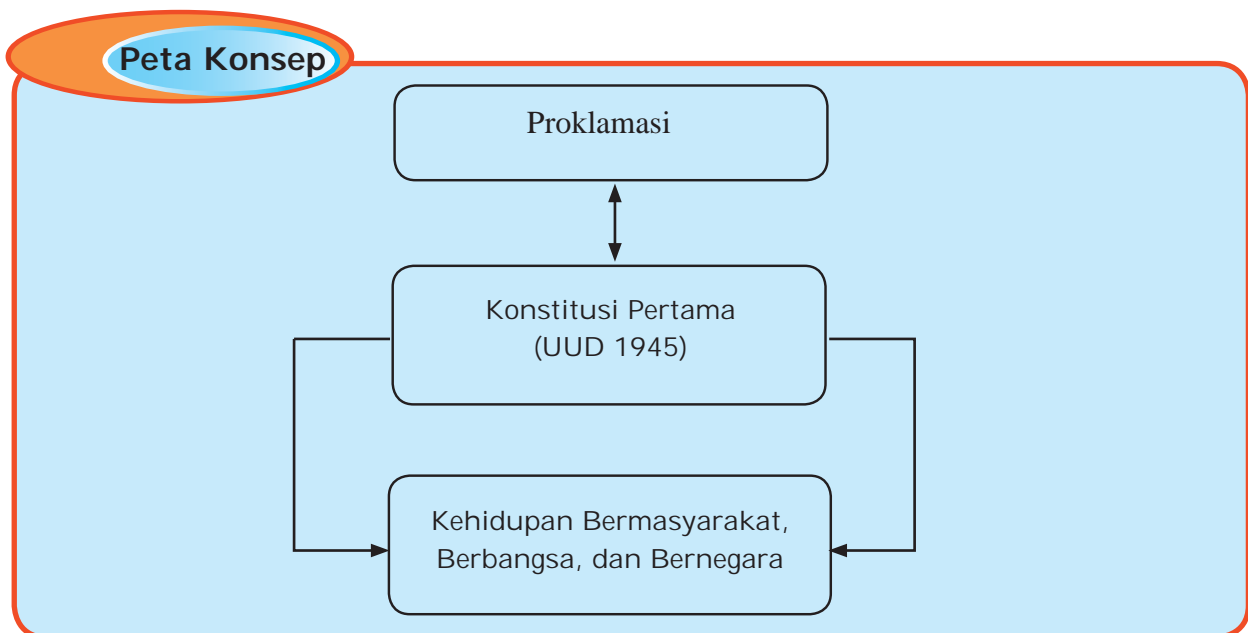 Peta Konsep
Proklamasi
Konstitusi Pertama
(UUD 1945)
Kehidupan Bermasyarakat,
Berbangsa, dan Bernegara